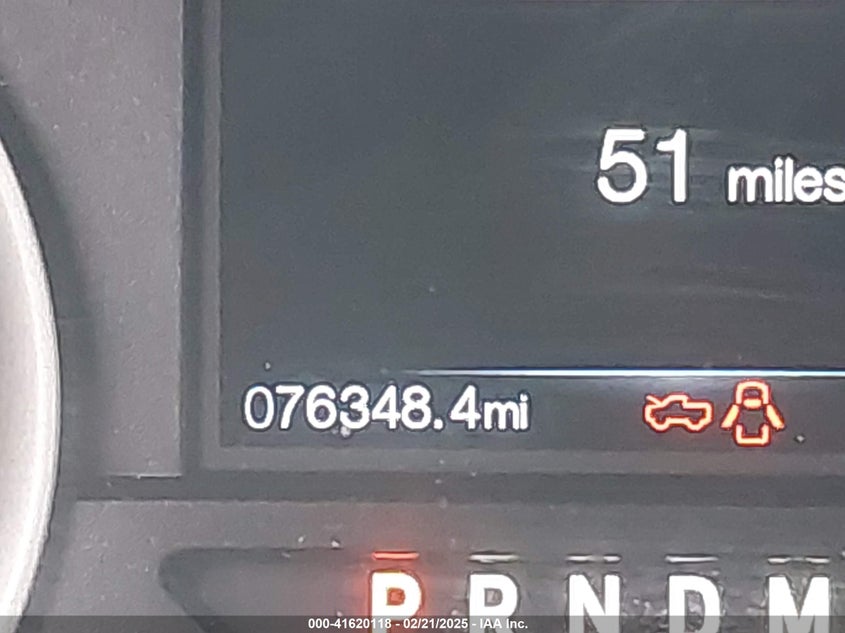 51 miles
076348.4mi
P R N D M
000-41620118 - 02/21/2025 - IAA Inc.